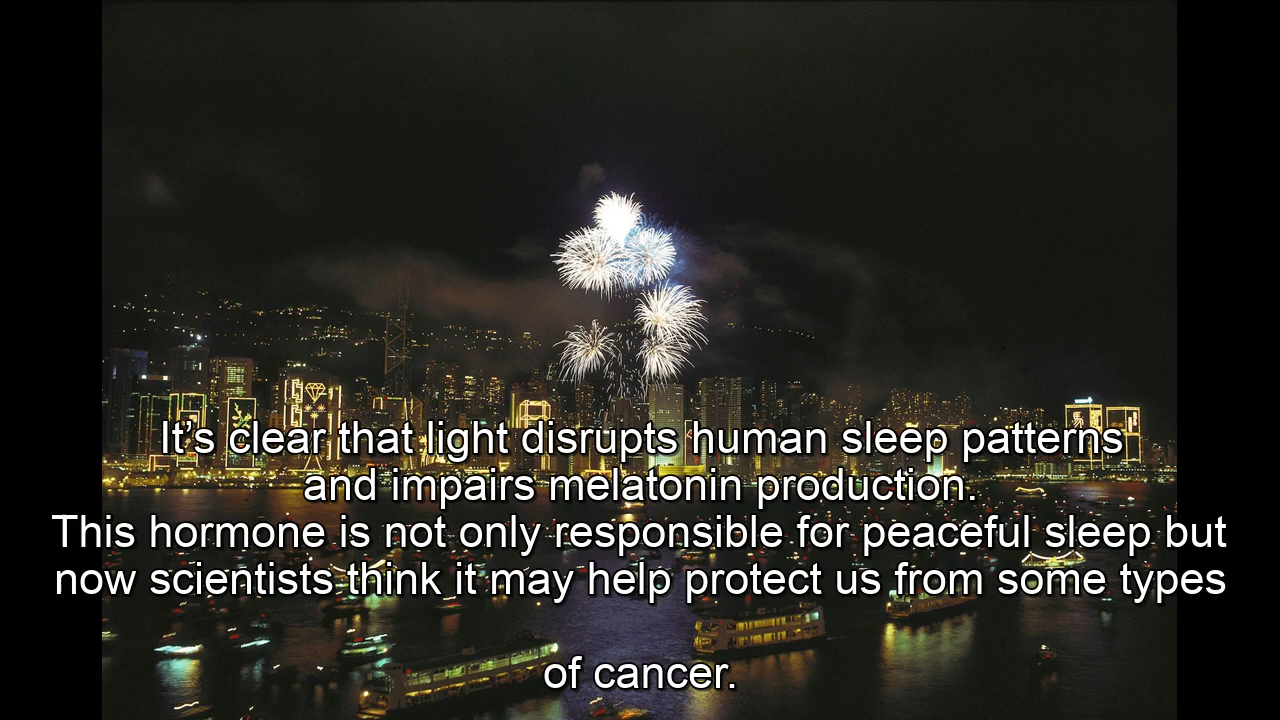 It’s clear that light disrupts human sleep patterns
and impairs melatonin production.
This hormone is not only responsible for peaceful sleep but
now scientists think it may help protect us from some types
of cancer.